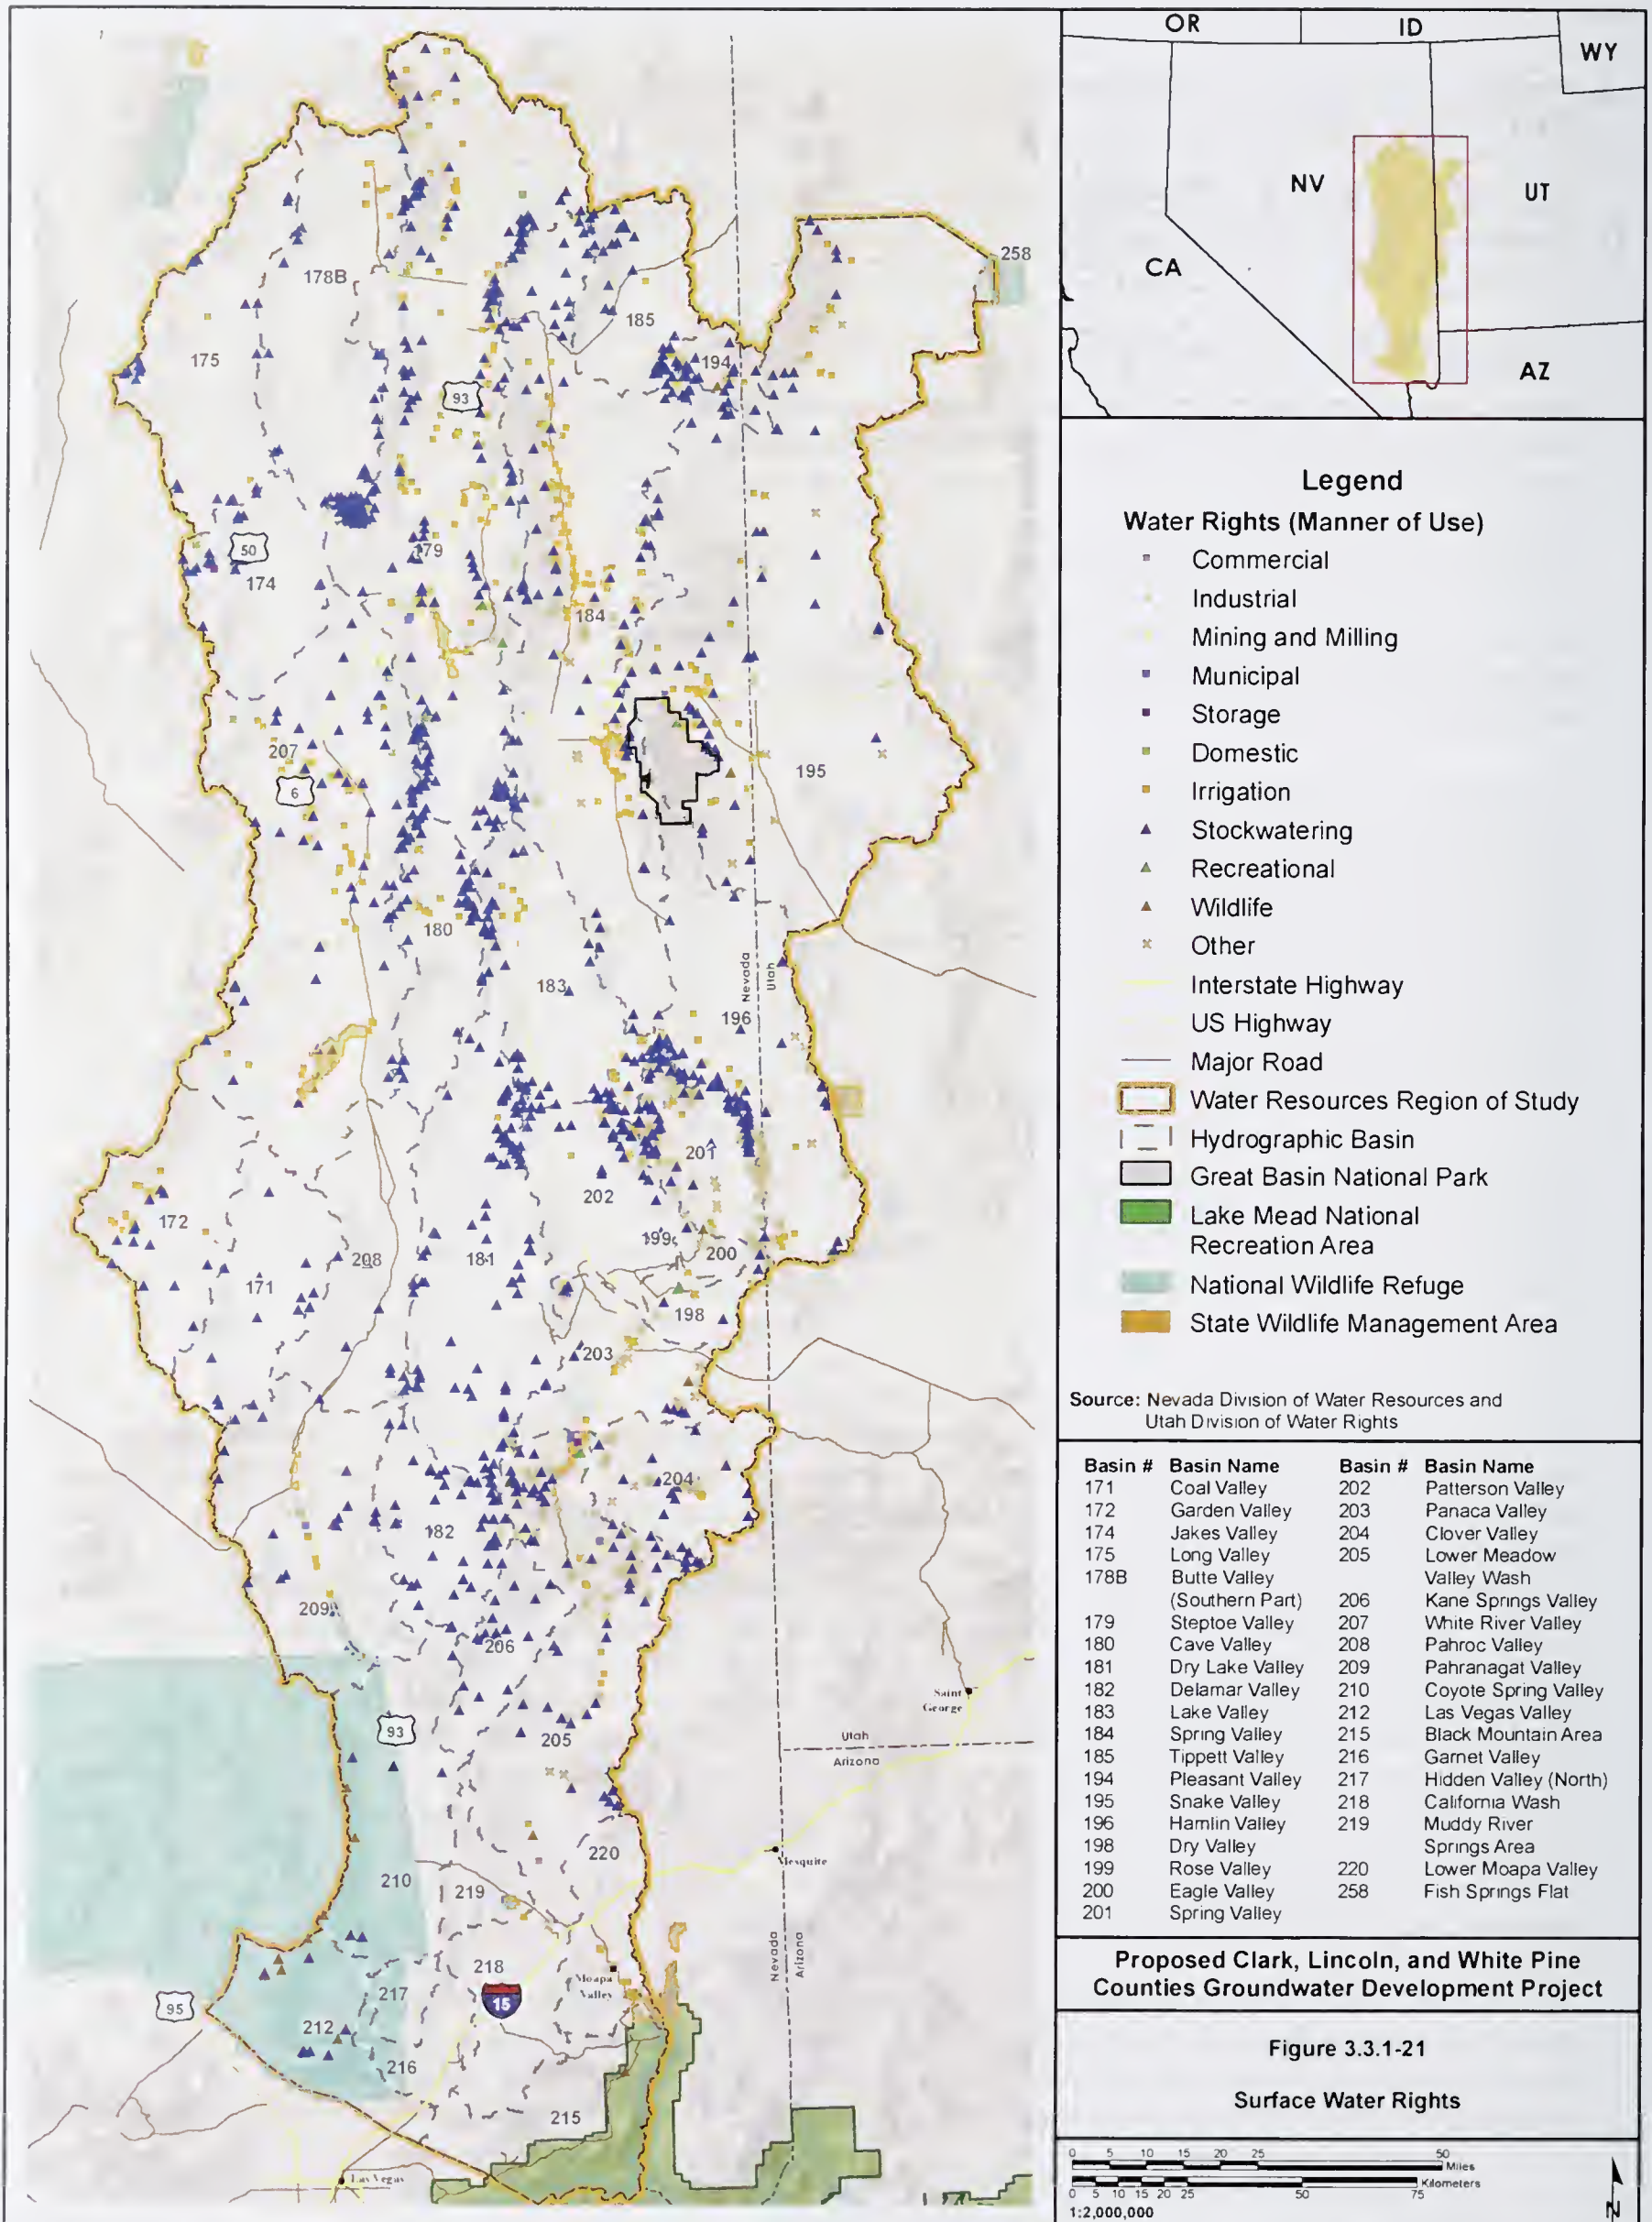 OR
ID
WY
NV
UT
CA
AZ
258
178B
185
175
194
93
50
179
174
184
207
6
195
180
183
Nevada
Utah
196
201
172
202
199
208
181
200
171
198
203
204
182
209
206
93
Saint
George
205
Utah
Arizona
220
Mesquite
210
219
218
Moapa
Valley
Nevada
Arizona
15
217
95
212
216
215
Las Vegas
Legend
Water Rights (Manner of Use)
Commercial
Industrial
Mining and Milling
Municipal
Storage
Domestic
Irrigation
Stockwatering
Recreational
Wildlife
Other
Interstate Highway
US Highway
Major Road
Water Resources Region of Study
Hydrographic Basin
Great Basin National Park
Lake Mead National
Recreation Area
National Wildlife Refuge
State Wildlife Management Area
Source: Nevada Division of Water Resources and
Utah Division of Water Rights
Basin # Basin Name Basin # Basin Name
171 Coal Valley 202 Patterson Valley
172 Garden Valley 203 Panaca Valley
174 Jakes Valley 204 Clover Valley
175 Long Valley 205 Lower Meadow
178B Butte Valley Valley Wash
(Southern Part) 206 Kane Springs Valley
179 Steptoe Valley 207 White River Valley
180 Cave Valley 208 Pahroc Valley
181 Dry Lake Valley 209 Pahranagat Valley
182 Delamar Valley 210 Coyote Spring Valley
183 Lake Valley 212 Las Vegas Valley
184 Spring Valley 215 Black Mountain Area
185 Tippett Valley 216 Garnet Valley
194 Pleasant Valley 217 Hidden Valley (North)
195 Snake Valley 218 California Wash
196 Hamlin Valley 219 Muddy River
198 Dry Valley Springs Area
199 Rose Valley 220 Lower Moapa Valley
200 Eagle Valley 258 Fish Springs Flat
201 Spring Valley
Proposed Clark, Lincoln, and White Pine
Counties Groundwater Development Project
Figure 3.3.1-21
Surface Water Rights
0 5 10 15 20 25 50
Miles
Kilometers
0 5 10 15 20 25 50 75
1:2,000,000
N